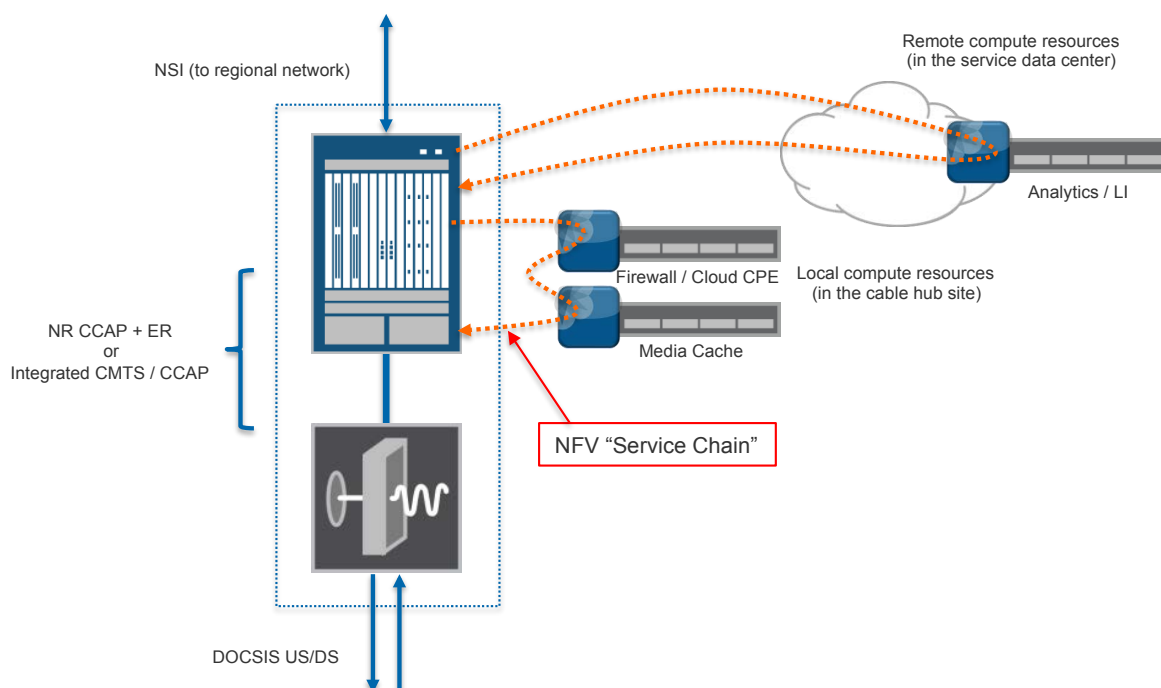 NSI (to regional network)
Remote compute resources
(in the service data center)
Analytics / LI
Firewall / Cloud CPE
Local compute resources
(in the cable hub site)
Media Cache
NR CCAP + ER
or
Integrated CMTS / CCAP
NFV “Service Chain”
DOCSIS US/DS